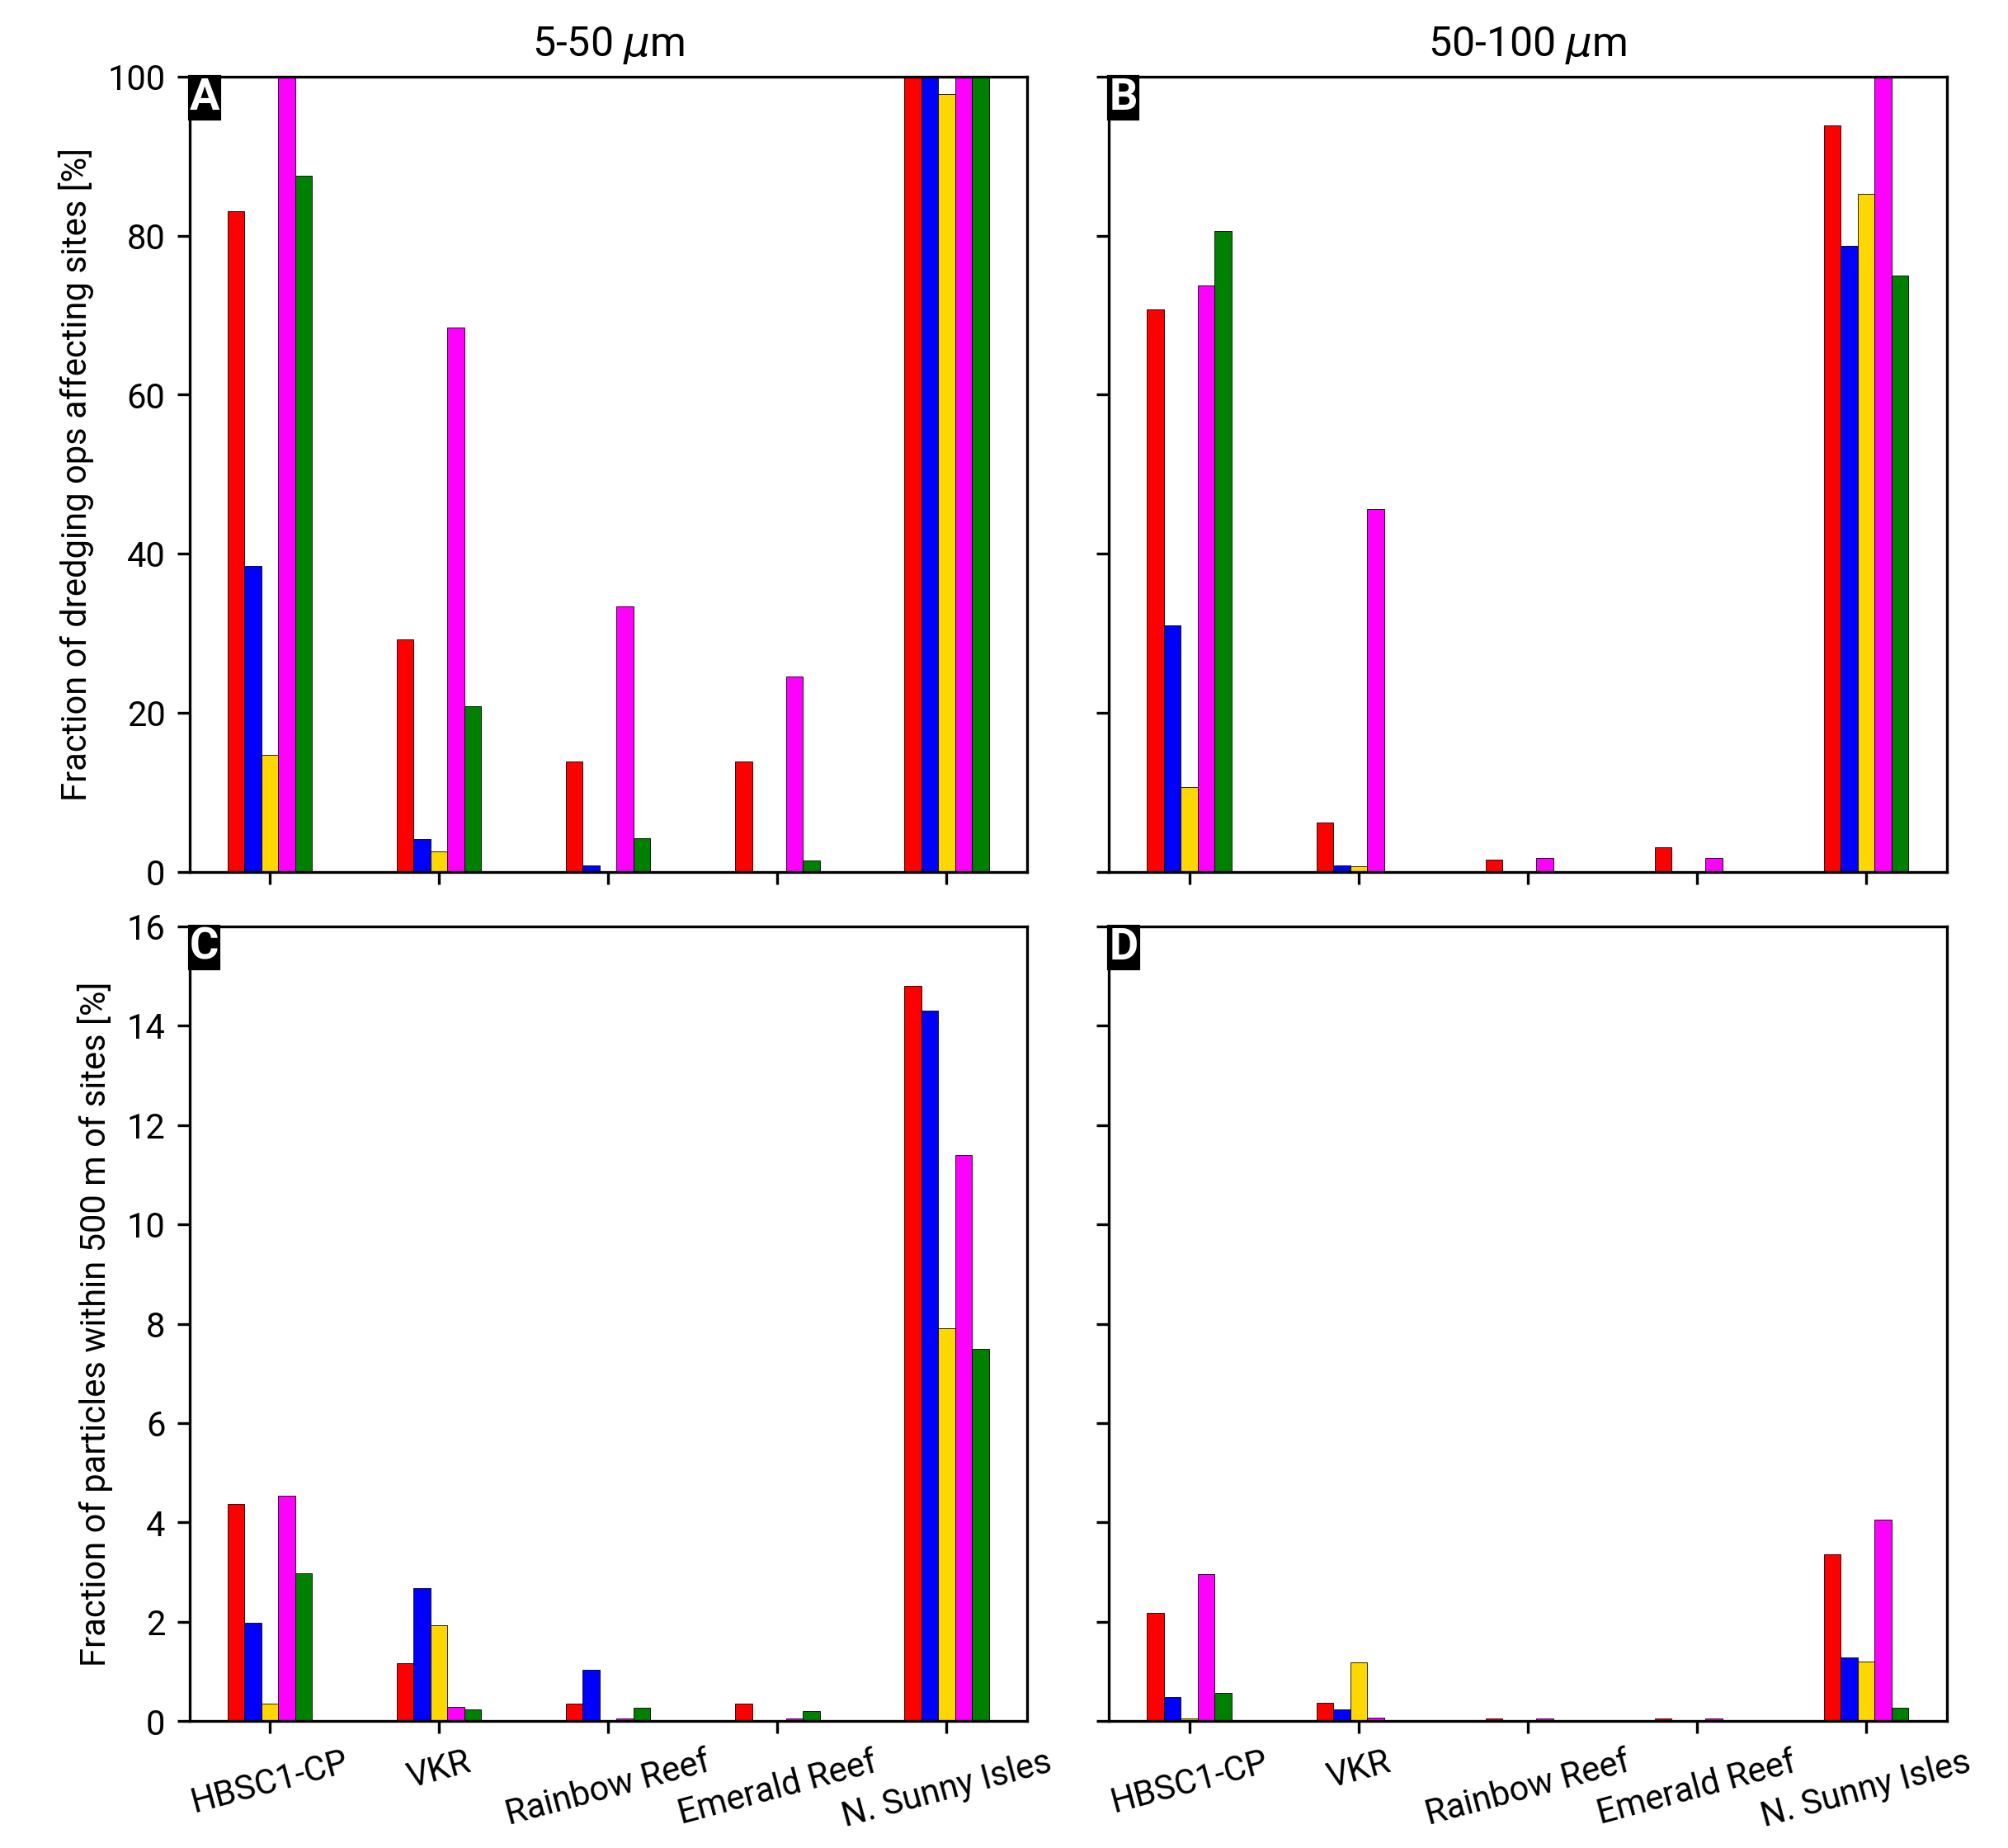 5-50 μm
50-100 μm
A
B
Fraction of dredging ops affecting sites [%]
100
80
60
40
20
0
C
D
Fraction of particles within 500 m of sites [%]
16
14
12
10
8
6
4
2
0
HBSC1-CP
VKR
Rainbow Reef
Emerald Reef
N. Sunny Isles
HBSC1-CP
VKR
Rainbow Reef
Emerald Reef
N. Sunny Isles